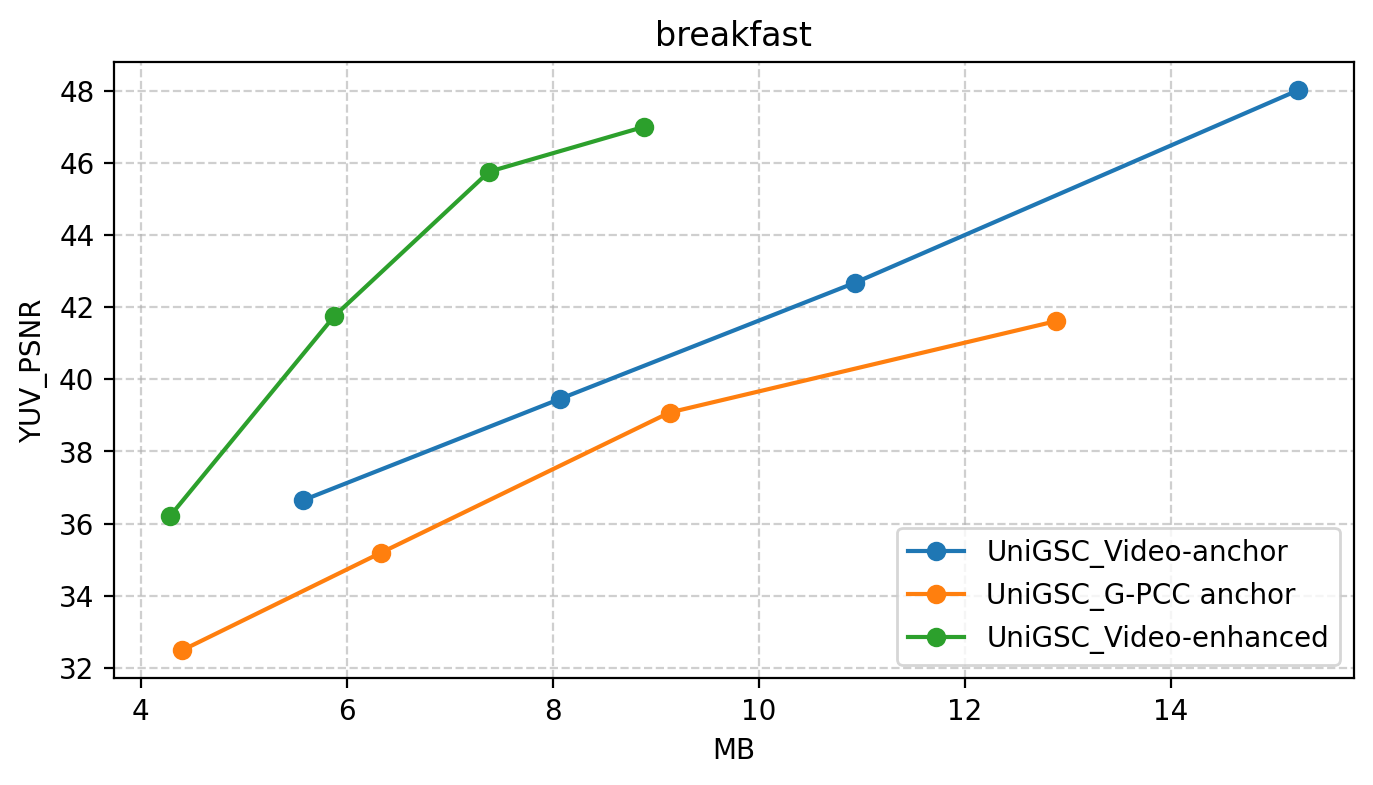 breakfast
YUV_PSNR
48
46
44
42
40
38
36
34
32
4 6 8 10 12 14
MB
UniGSC_Video-anchor
UniGSC_G-PCC anchor
UniGSC_Video-enhanced